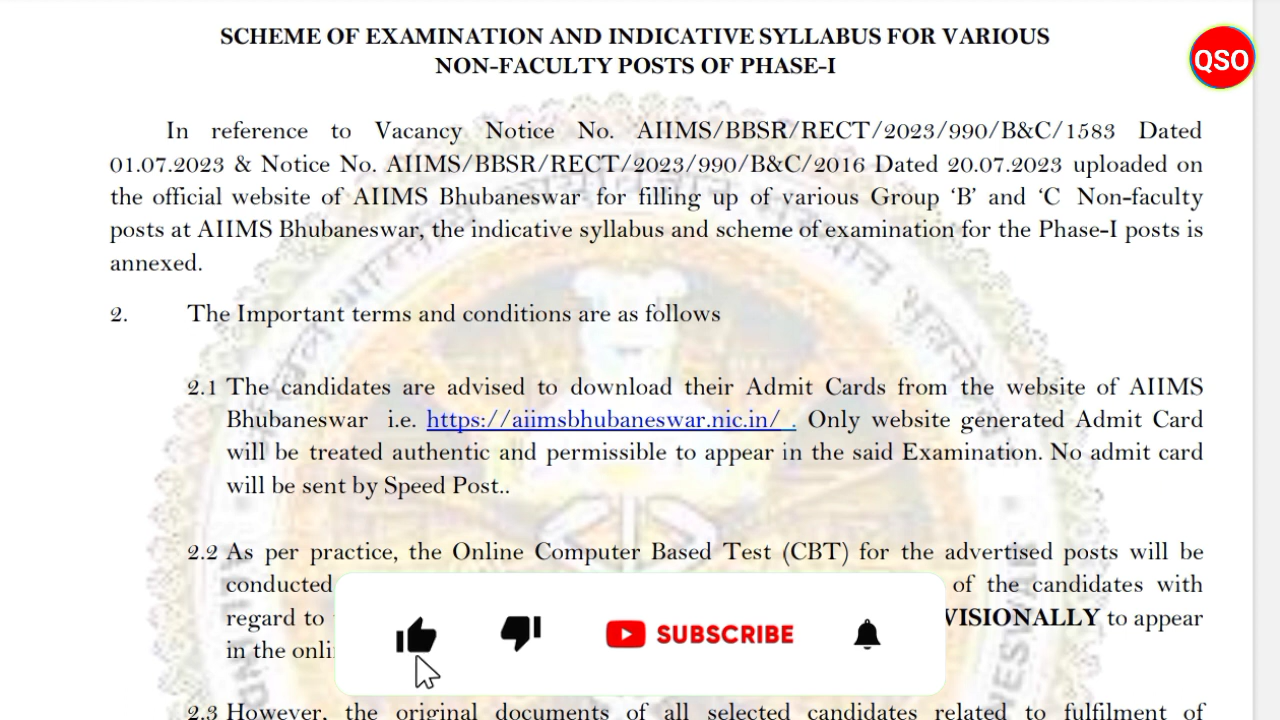 SCHEME OF EXAMINATION AND INDICATIVE SYLLABUS FOR VARIOUS
NON-FACULTY POSTS OF PHASE-I
QSO
In reference to Vacancy Notice No. AIIMS/BBSR/RECT/2023/990/B&C/1583 Dated
01.07.2023 & Notice No. AIIMS/BBSR/RECT/2023/990/B&C/2016 Dated 20.07.2023 uploaded on
the official website of AIIMS Bhubaneswar for filling up of various Group ‘B’ and ‘C Non-faculty
posts at AIIMS Bhubaneswar, the indicative syllabus and scheme of examination for the Phase-I posts is
annexed.
2. The Important terms and conditions are as follows
2.1 The candidates are advised to download their Admit Cards from the website of AIIMS
Bhubaneswar i.e. https://aiimsbhubaneswar.nic.in/ . Only website generated Admit Card
will be treated authentic and permissible to appear in the said Examination. No admit card
will be sent by Speed Post..
2.2 As per practice, the Online Computer Based Test (CBT) for the advertised posts will be
conducted of the candidates with
regard to VISIONALLY to appear
in the onli
SUBSCRIBE
2.3 However, the original documents of all selected candidates related to fulfilment of